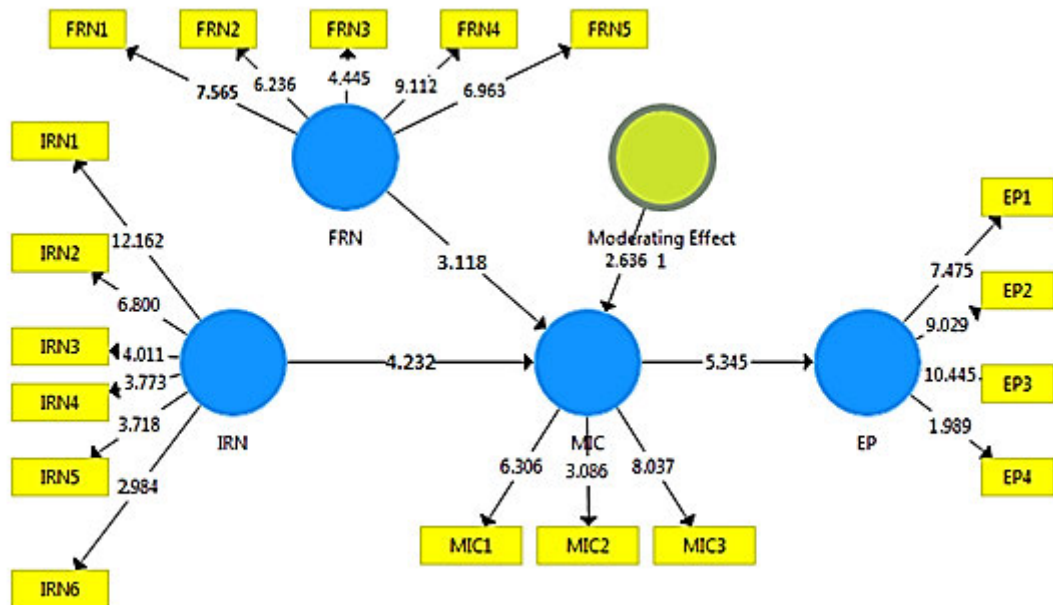 FRN1
FRN2
FRN3
FRN4
FRN5
7.565
6.236
4.445
9.112
6.963
IRN1
IRN2
IRN3
IRN4
IRN5
IRN6
12.162
6.800
4.011
3.773
3.718
2.984
FRN
IRN
3.118
4.232
Moderating Effect
1
2.636
MIC
6.306
3.086
8.037
MIC1
MIC2
MIC3
5.345
EP
7.475
9.029
10.445
1.989
EP1
EP2
EP3
EP4